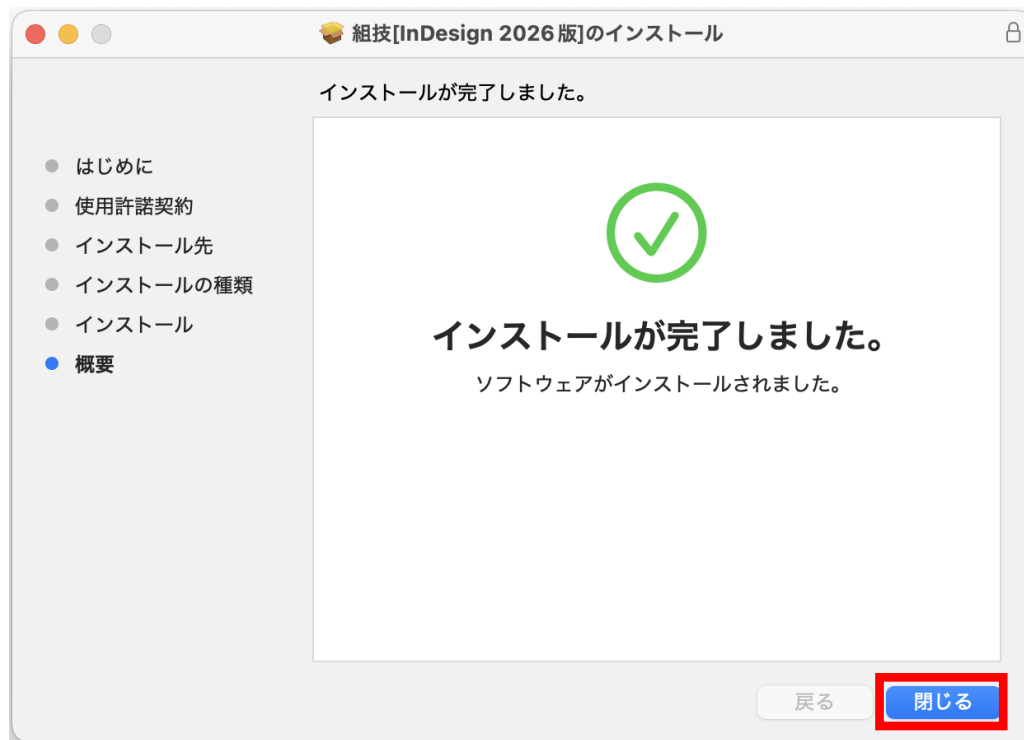 組技[InDesign 2026版]のインストール
インストールが完了しました。
はじめに
使用許諾契約
インストール先
インストールの種類
インストール
概要
インストールが完了しました。
ソフトウェアがインストールされました。
戻る
閉じる